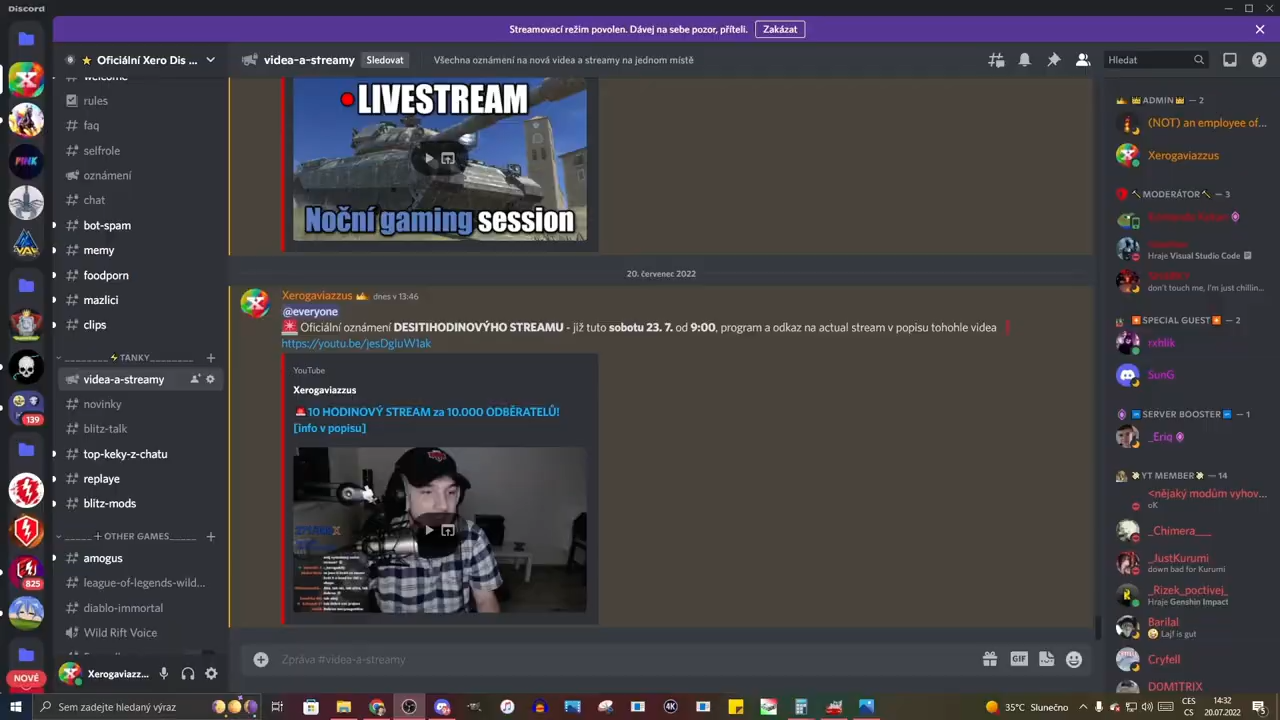 Discord
Streamovací režim povolen. Dávej na sebe pozor, příteli.
Zakázat
Oficiální Xero Dis ...
videa-a-streamy
Sledovat
Všechna oznámení na nová videa a streamy na jednom místě
Hledat
welcome
rules
faq
selfrole
oznámení
chat
bot-spam
memy
foodporn
mazlíci
clips
________⚡TANKY________
videa-a-streamy
novinky
blitz-talk
top-keky-z-chatu
replaye
blitz-mods
_____✢OTHER GAMES_____
amogus
league-of-legends-wild...
diablo-immortal
Wild Rift Voice
PINK
139
825
NOVÉ
Xerogaviazz...
LIVESTREAM
Noční gaming session
20. červenec 2022
Xerogaviazzus
dnes v 13:46
@everyone
🚨 Oficiální oznámení DESITIHODINOVÝHO STREAMU - již tuto sobotu 23. 7. od 9:00, program a odkaz na actual stream v popisu tohohle videa ❗
https://youtu.be/jesDgluW1ak
YouTube
Xerogaviazzus
🚨10 HODINOVÝ STREAM za 10.000 ODBĚRATELŮ!
[info v popisu]
Zpráva #videa-a-streamy
GIF
ADMIN — 2
(NOT) an employee of...
Xerogaviazzus
MODERÁTOR — 3
Hraje Visual Studio Code
don't touch me, I'm just chillin...
SPECIAL GUEST — 2
rxhlik
SunG
SERVER BOOSTER — 1
_Eriq
YT MEMBER — 14
<nějaký modům vyhov...
oK
_Chimera___
_JustKurumi
down bad for Kurumi
_Rizek_poctivej_
Hraje Genshin Impact
Barilal
Lajf is gut
Cryfell
D0M1TRIX
Sem zadejte hledaný výraz
4K
35°C Slunečno
CES
14:32
20.07.2022